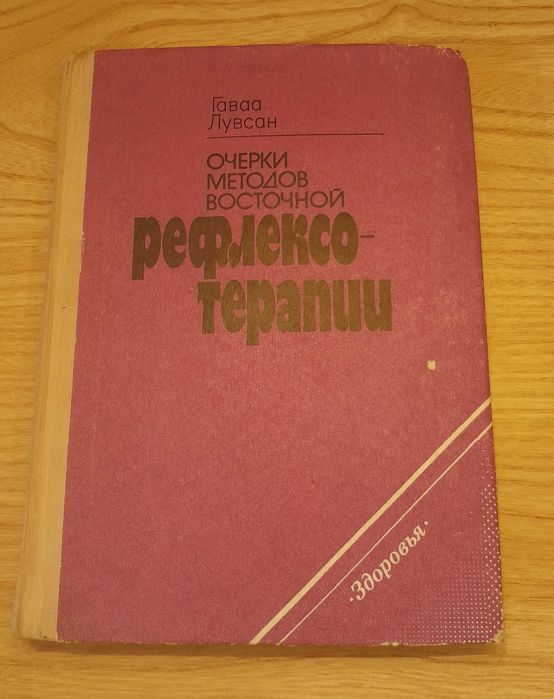 Гаваа
Лувсан
ОЧЕРКИ
МЕТОДОВ
ВОСТОЧНОЙ
рефлексо-
терапии
·Здоровья·